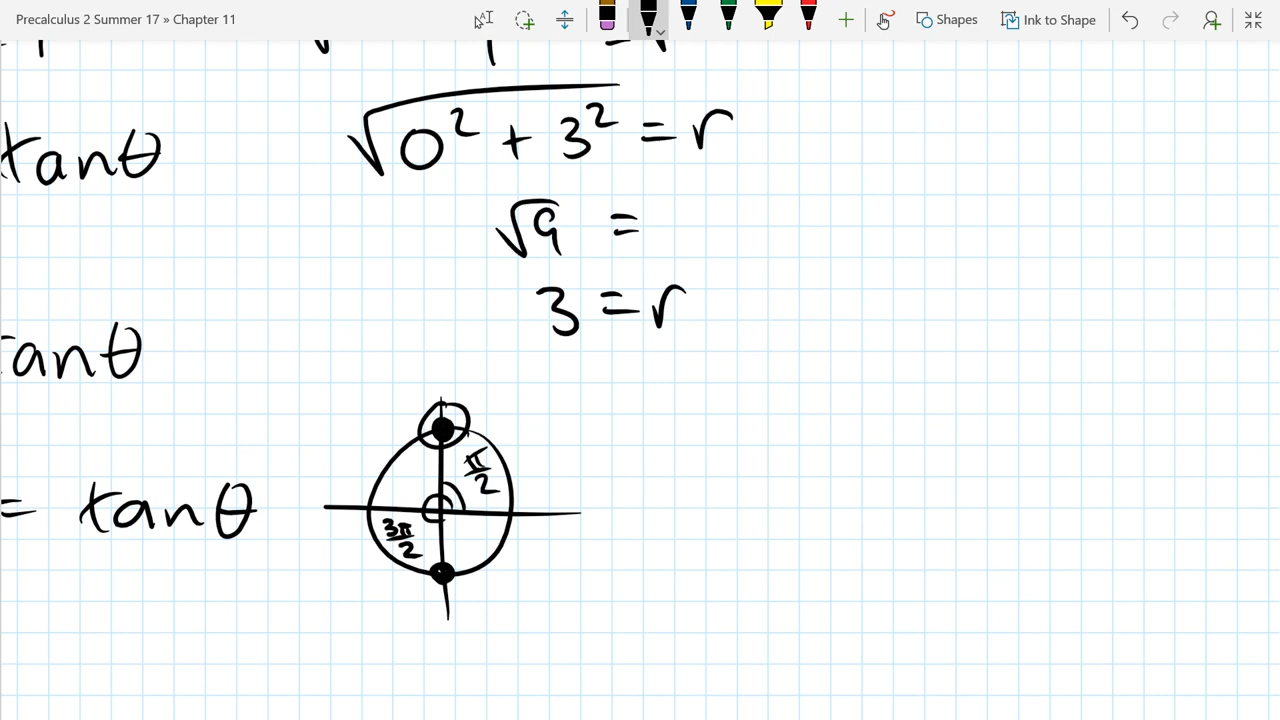 Precalculus 2 Summer 17 » Chapter 11
Shapes
Ink to Shape
tanθ
√0² + 3² = r
√9 =
3 = r
tanθ
π/2
= tanθ
3π/2